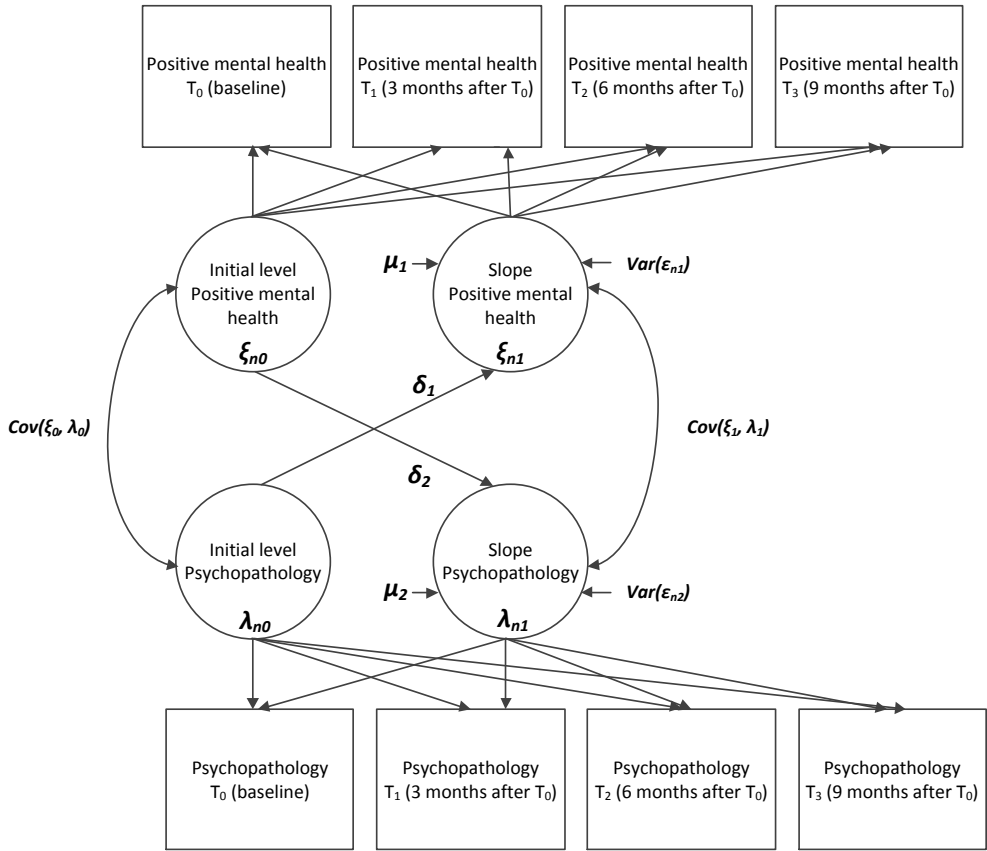 Positive mental health
T₀ (baseline)
Positive mental health
T₁ (3 months after T₀)
Positive mental health
T₂ (6 months after T₀)
Positive mental health
T₃ (9 months after T₀)
Initial level
Positive mental
health
ξₙ₀
μ₁
Slope
Positive mental
health
ξₙ₁
Var(εₙ₁)
δ₁
Cov(ξ₀, λ₀)
Cov(ξ₁, λ₁)
δ₂
Initial level
Psychopathology
λₙ₀
μ₂
Slope
Psychopathology
λₙ₁
Var(εₙ₂)
Psychopathology
T₀ (baseline)
Psychopathology
T₁ (3 months after T₀)
Psychopathology
T₂ (6 months after T₀)
Psychopathology
T₃ (9 months after T₀)